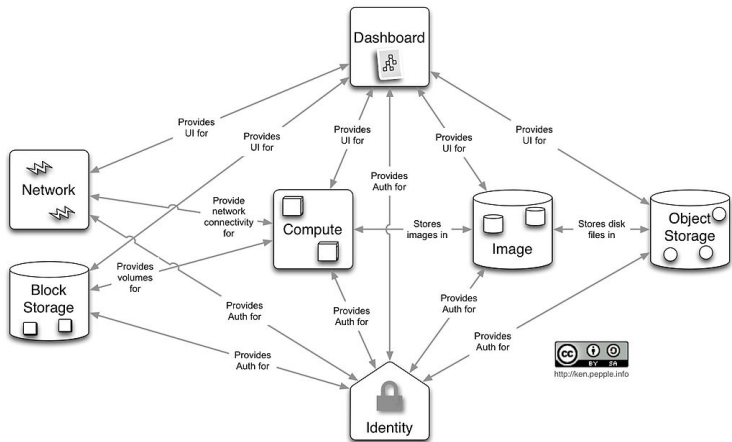 Dashboard
Provides
UI for
Provides
UI for
Provides
UI for
Provides
UI for
Provides
UI for
Provides
Auth for
Network
Provide
network
connectivity
for
Compute
Stores
images in
Image
Stores disk
files in
Object
Storage
Block
Storage
Provides
volumes
for
Provides
Auth for
Provides
Auth for
Provides
Auth for
Provides
Auth for
Provides
Auth for
Identity
cc
BY SA
http://ken.pepple.info